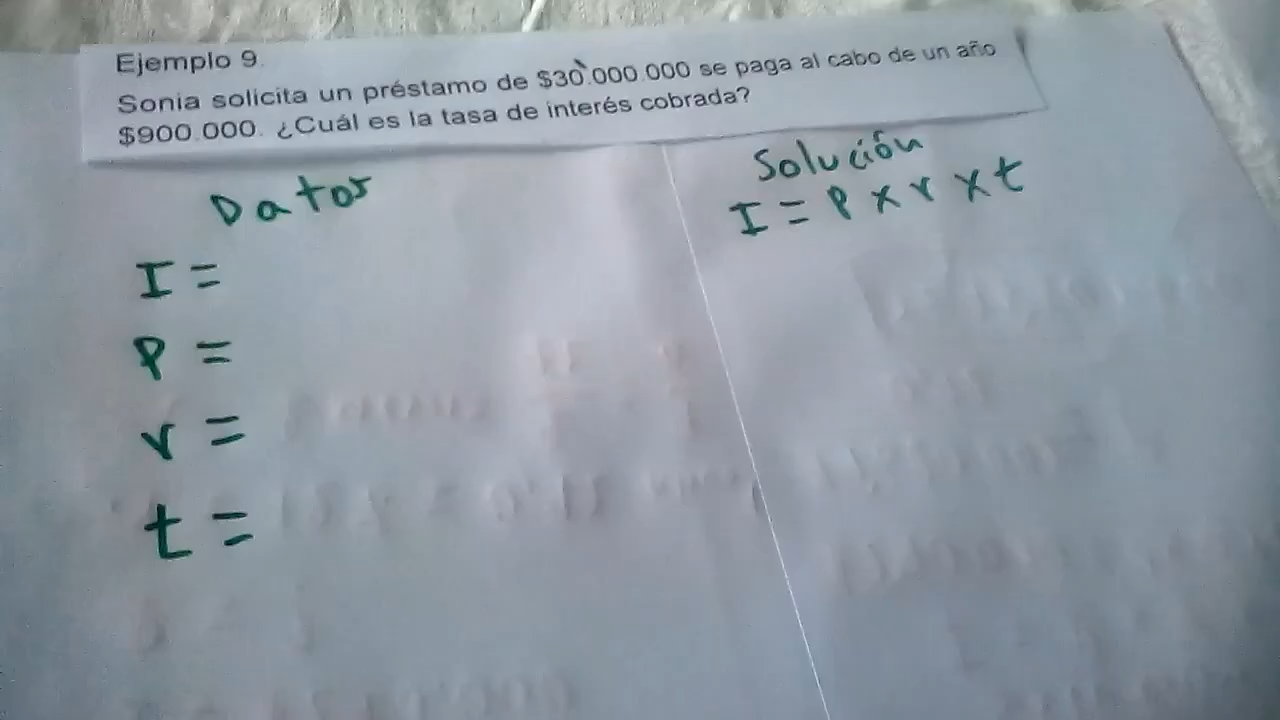 Ejemplo 9.
Sonia solicita un préstamo de $30`000.000 se paga al cabo de un año
$900.000. ¿Cuál es la tasa de interés cobrada?
Datos
Solución
I = P x r x t
I =
P =
r =
t =